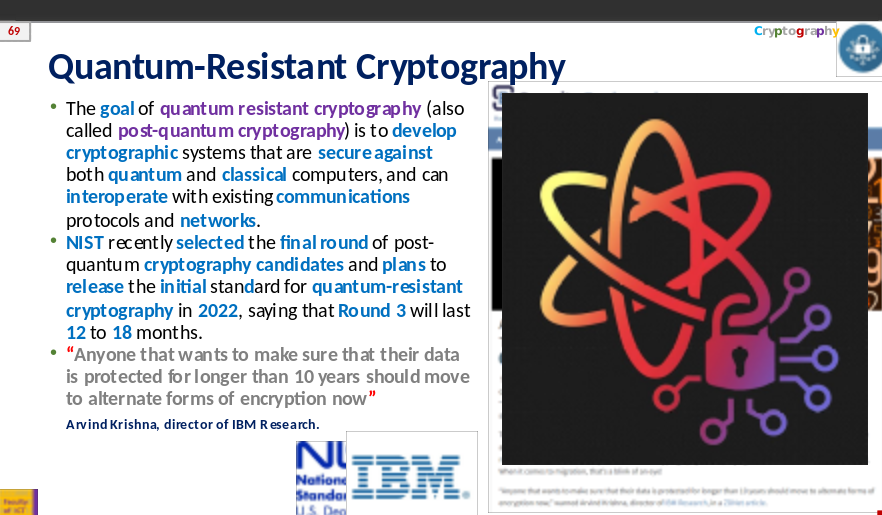 69
Cryptography
Quantum-Resistant Cryptography
• The goal of quantum resistant cryptography (also
called post-quantum cryptography) is to develop
cryptographic systems that are secure against
both quantum and classical computers, and can
interoperate with existing communications
protocols and networks.
• NIST recently selected the final round of post-
quantum cryptography candidates and plans to
release the initial standard for quantum-resistant
cryptography in 2022, saying that Round 3 will last
12 to 18 months.
• “Anyone that wants to make sure that their data
is protected for longer than 10 years should move
to alternate forms of encryption now”
Arvind Krishna, director of IBM Research.
Nationa
Standar
U.S. De
IBM
When it comes to migration, that's a blink of an eye!
"Anyone that wants to make sure that their data is protected for longer than 10 years should move to alternate forms of
encryption now," warned Arvind Krishna, director of IBM Research, in a ZDNet article.
Faculty
of ICT